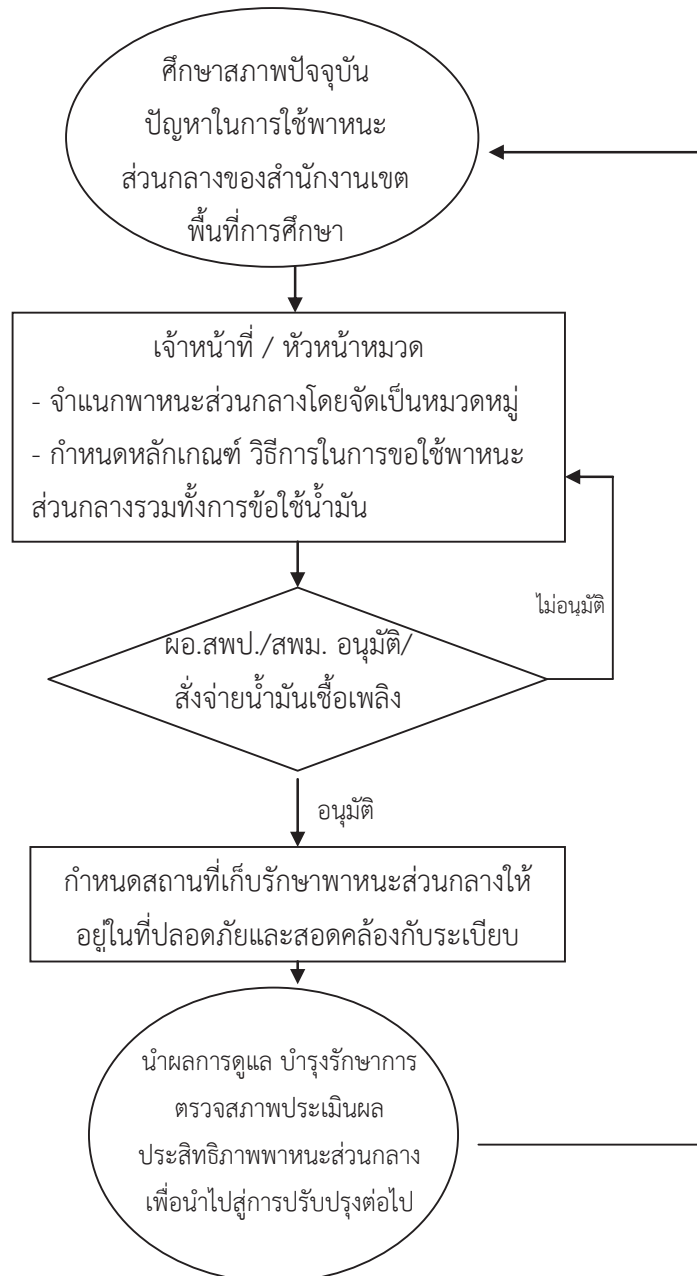 ศึกษาสภาพปัจจุบัน
ปัญหาในการใช้พาหนะ
ส่วนกลางของสำนักงานเขต
พื้นที่การศึกษา
เจ้าหน้าที่ / หัวหน้าหมวด
- จำแนกพาหนะส่วนกลางโดยจัดเป็นหมวดหมู่
- กำหนดหลักเกณฑ์ วิธีการในการขอใช้พาหนะ
ส่วนกลางรวมทั้งการข้อใช้น้ำมัน
ไม่อนุมัติ
ผอ.สพป./สพม. อนุมัติ/
สั่งจ่ายน้ำมันเชื้อเพลิง
อนุมัติ
กำหนดสถานที่เก็บรักษาพาหนะส่วนกลางให้
อยู่ในที่ปลอดภัยและสอดคล้องกับระเบียบ
นำผลการดูแล บำรุงรักษาการ
ตรวจสภาพประเมินผล
ประสิทธิภาพพาหนะส่วนกลาง
เพื่อนำไปสู่การปรับปรุงต่อไป